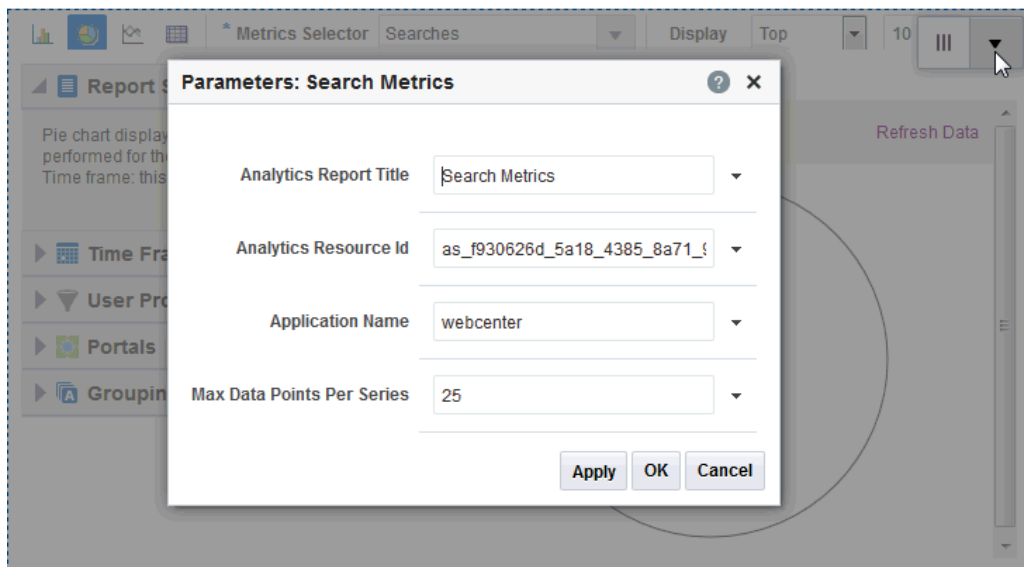 * Metrics Selector Searches Display Top 10
Parameters: Search Metrics ?
Report
Pie chart display
performed for th
Time frame: this
Refresh Data
Analytics Report Title Search Metrics
Time Fra
Analytics Resource Id as_f930626d_5a18_4385_8a71_
User Pro
Application Name webcenter
Portals
Max Data Points Per Series 25
A Groupin
Apply OK Cancel